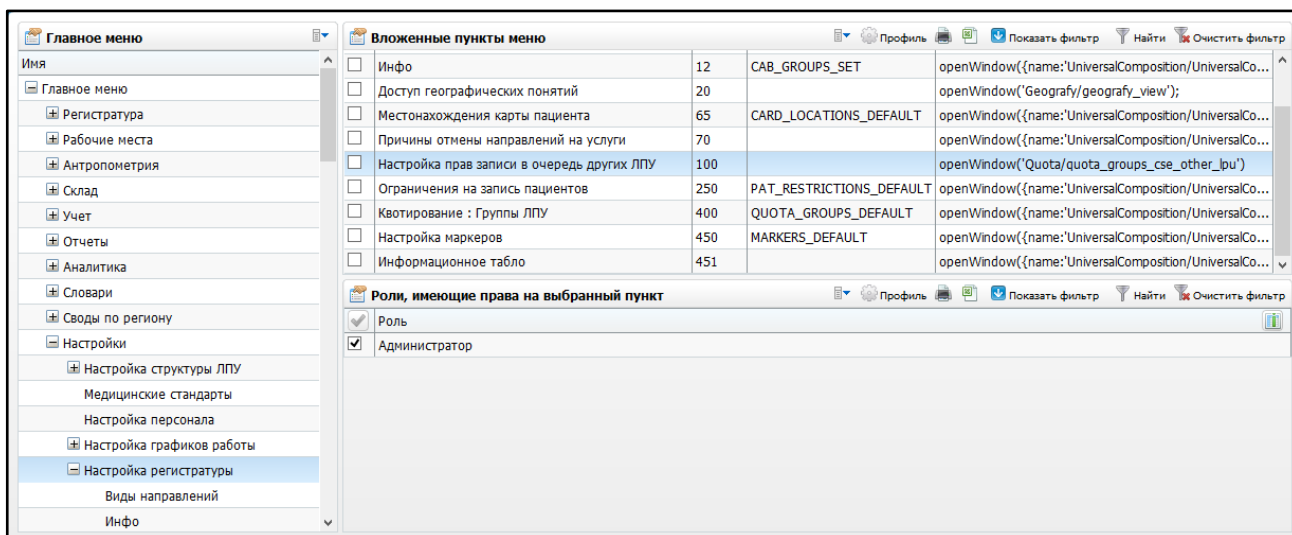 Главное меню
Имя
Главное меню
Регистратура
Рабочие места
Антропометрия
Склад
Учет
Отчеты
Аналитика
Словари
Своды по региону
Настройки
Настройка структуры ЛПУ
Медицинские стандарты
Настройка персонала
Настройка графиков работы
Настройка регистратуры
Виды направлений
Инфо
Вложенные пункты меню Профиль Показать фильтр Найти Очистить фильтр
Инфо 12 CAB_GROUPS_SET openWindow({name:'UniversalComposition/UniversalCo...
Доступ географических понятий 20 openWindow('Geografy/geografy_view');
Местонахождения карты пациента 65 CARD_LOCATIONS_DEFAULT openWindow({name:'UniversalComposition/UniversalCo...
Причины отмены направлений на услуги 70 openWindow({name:'UniversalComposition/UniversalCo...
Настройка прав записи в очередь других ЛПУ 100 openWindow('Quota/quota_groups_cse_other_lpu')
Ограничения на запись пациентов 250 PAT_RESTRICTIONS_DEFAULT openWindow({name:'UniversalComposition/UniversalCo...
Квотирование : Группы ЛПУ 400 QUOTA_GROUPS_DEFAULT openWindow({name:'UniversalComposition/UniversalCo...
Настройка маркеров 450 MARKERS_DEFAULT openWindow({name:'UniversalComposition/UniversalCo...
Информационное табло 451 openWindow({name:'UniversalComposition/UniversalCo...
Роли, имеющие права на выбранный пункт Профиль Показать фильтр Найти Очистить фильтр
Роль
Администратор